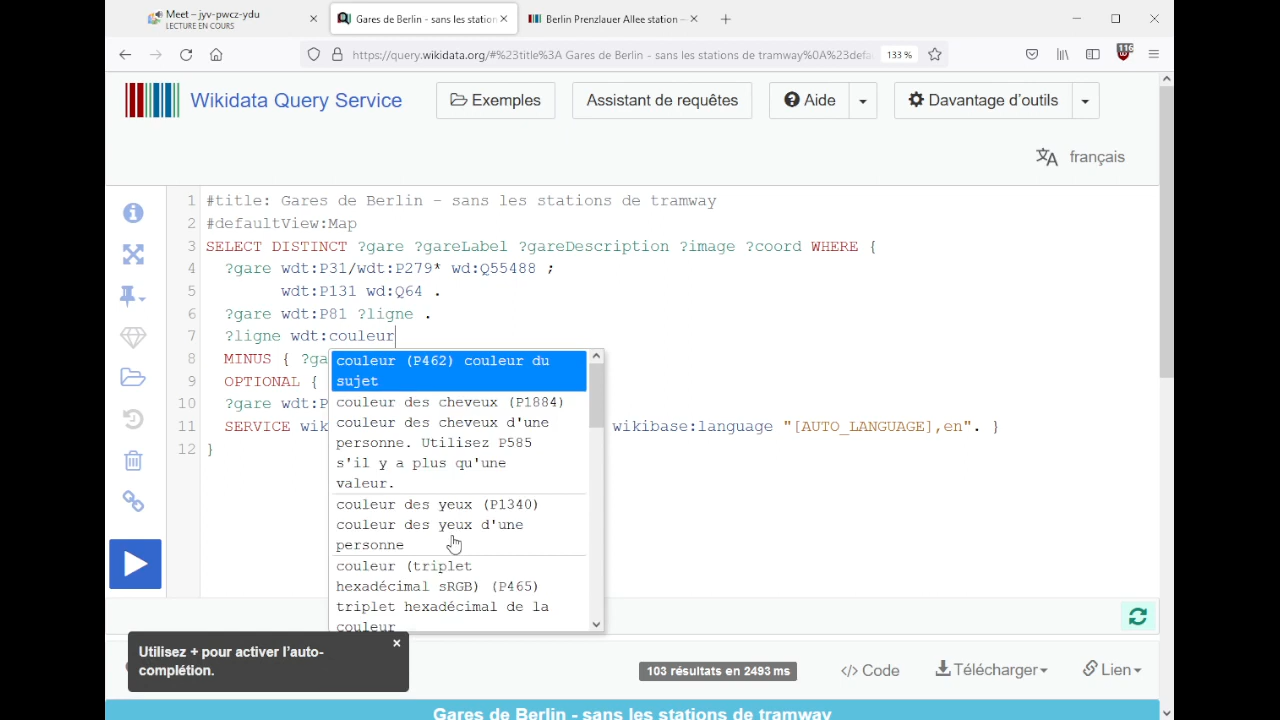 Meet – jyv-pwcz-ydu
LECTURE EN COURS
Gares de Berlin - sans les station
Berlin Prenzlauer Allee station –
https://query.wikidata.org/#%23title%3A Gares de Berlin - sans les stations de tramway%0A%23defa
133 %
116
Wikidata Query Service
Exemples
Assistant de requêtes
Aide
Davantage d'outils
français
1 #title: Gares de Berlin - sans les stations de tramway
2 #defaultView:Map
3 SELECT DISTINCT ?gare ?gareLabel ?gareDescription ?image ?coord WHERE {
4 ?gare wdt:P31/wdt:P279* wd:Q55488 ;
5 wdt:P131 wd:Q64 .
6 ?gare wdt:P81 ?ligne .
7 ?ligne wdt:couleur
8 MINUS { ?ga
9 OPTIONAL {
10 ?gare wdt:P
11 SERVICE wik wikibase:language "[AUTO_LANGUAGE],en". }
12 }
couleur (P462) couleur du
sujet
couleur des cheveux (P1884)
couleur des cheveux d'une
personne. Utilisez P585
s'il y a plus qu'une
valeur.
couleur des yeux (P1340)
couleur des yeux d'une
personne
couleur (triplet
hexadécimal sRGB) (P465)
triplet hexadécimal de la
couleur
Utilisez + pour activer l'auto-
complétion.
103 résultats en 2493 ms
</> Code
Télécharger
Lien
Gares de Berlin - sans les stations de tramway